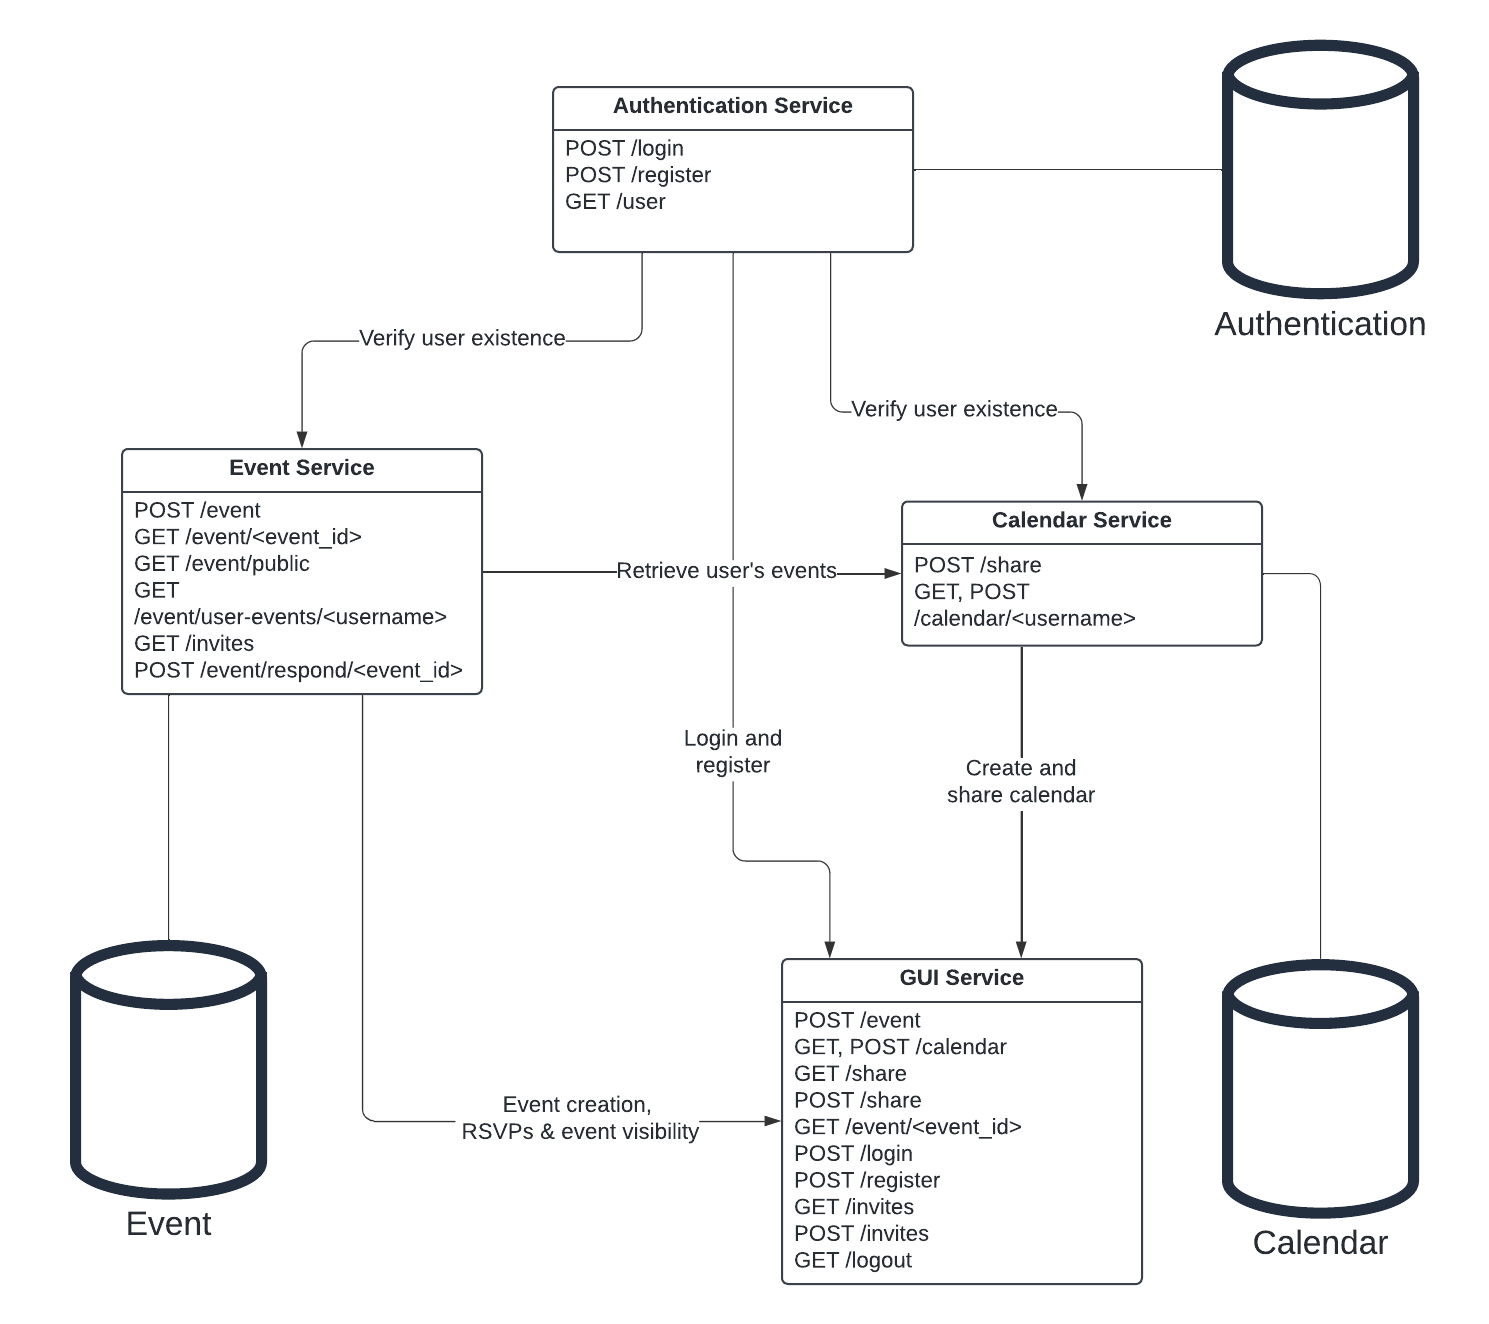 Authentication Service
POST /login
POST /register
GET /user
Authentication
Verify user existence
Verify user existence
Event Service
POST /event
GET /event/<event_id>
GET /event/public
GET
/event/user-events/<username>
GET /invites
POST /event/respond/<event_id>
Retrieve user's events
Calendar Service
POST /share
GET, POST
/calendar/<username>
Login and
register
Create and
share calendar
GUI Service
POST /event
GET, POST /calendar
GET /share
POST /share
GET /event/<event_id>
POST /login
POST /register
GET /invites
POST /invites
GET /logout
Event creation,
RSVPs & event visibility
Event
Calendar